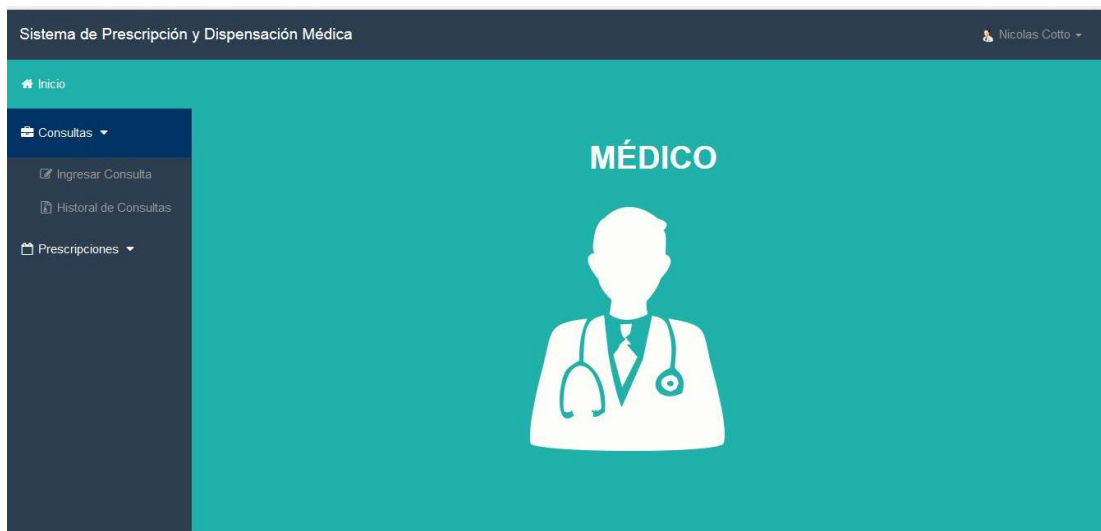 Sistema de Prescripción y Dispensación Médica
Nicolas Cotto
Inicio
Consultas
Ingresar Consulta
Historal de Consultas
Prescripciones
MÉDICO